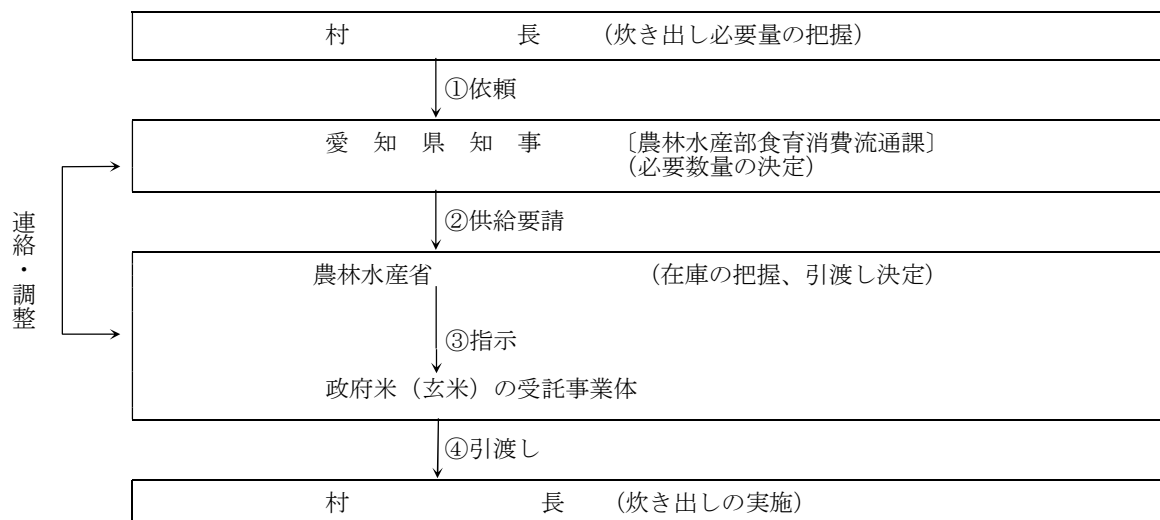 村　　　　　　　長　　（炊き出し必要量の把握）
①依頼
愛　知　県　知　事　　　〔農林水産部食育消費流通課〕
（必要数量の決定）
②供給要請
連絡・調整
農林水産省　　　　　　　　（在庫の把握、引渡し決定）
③指示
政府米（玄米）の受託事業体
④引渡し
村　　　　　　　長　　（炊き出しの実施）